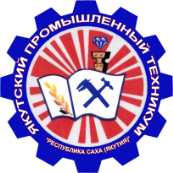 ЯКУТСКИЙ ПРОМЫШЛЕННЫЙ ТЕХНИКУМ
"РЕСПУБЛИКА САХА (ЯКУТИЯ)"